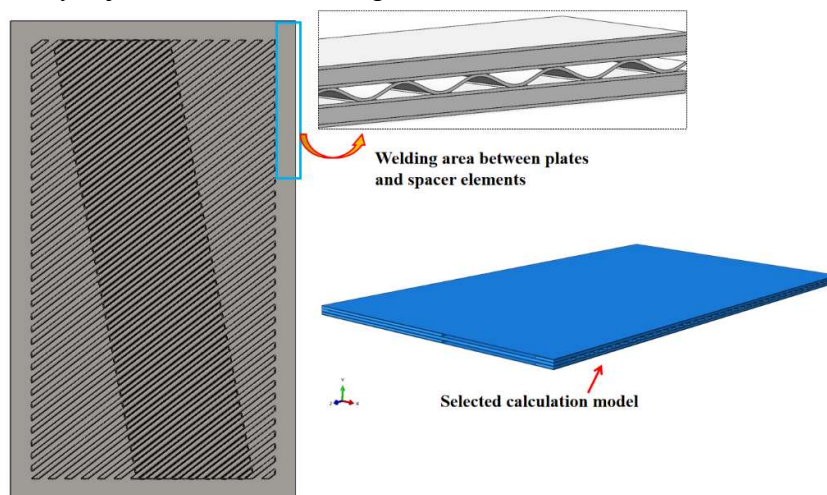 Welding area between plates
and spacer elements
Selected calculation model